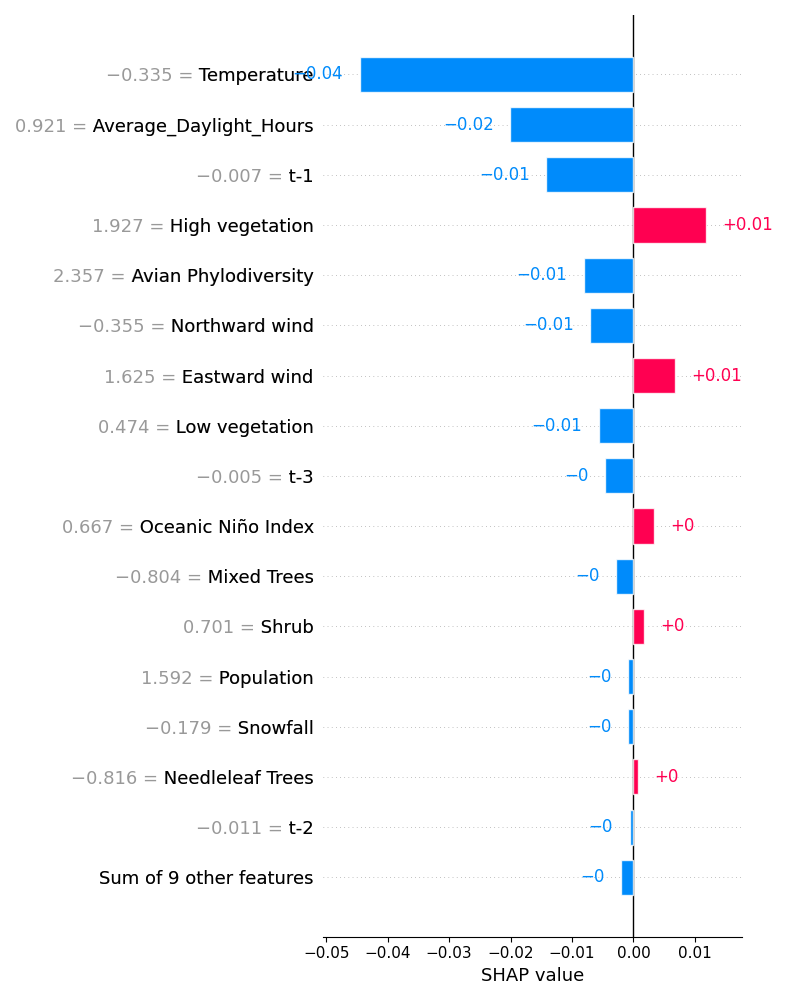 −0.335 = Temperature −0.04
0.921 = Average_Daylight_Hours −0.02
−0.007 = t-1 −0.01
1.927 = High vegetation +0.01
2.357 = Avian Phylodiversity −0.01
−0.355 = Northward wind −0.01
1.625 = Eastward wind +0.01
0.474 = Low vegetation −0.01
−0.005 = t-3 −0
0.667 = Oceanic Niño Index +0
−0.804 = Mixed Trees −0
0.701 = Shrub +0
1.592 = Population −0
−0.179 = Snowfall −0
−0.816 = Needleleaf Trees +0
−0.011 = t-2 −0
Sum of 9 other features −0
−0.05 −0.04 −0.03 −0.02 −0.01 0.00 0.01
SHAP value